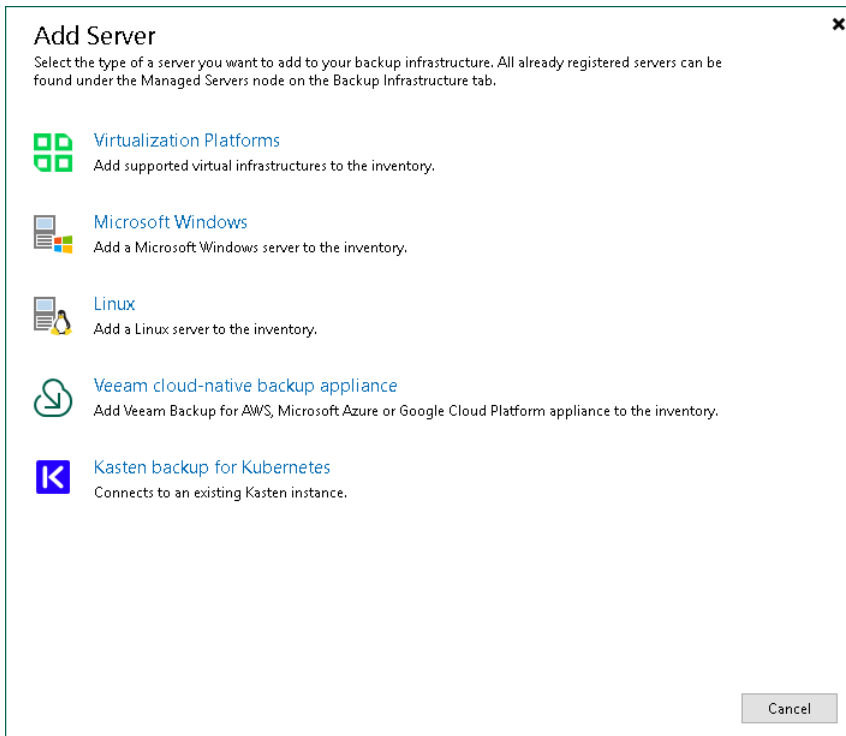 Add Server
Select the type of a server you want to add to your backup infrastructure. All already registered servers can be
found under the Managed Servers node on the Backup Infrastructure tab.
Virtualization Platforms
Add supported virtual infrastructures to the inventory.
Microsoft Windows
Add a Microsoft Windows server to the inventory.
Linux
Add a Linux server to the inventory.
Veeam cloud-native backup appliance
Add Veeam Backup for AWS, Microsoft Azure or Google Cloud Platform appliance to the inventory.
Kasten backup for Kubernetes
Connects to an existing Kasten instance.
Cancel